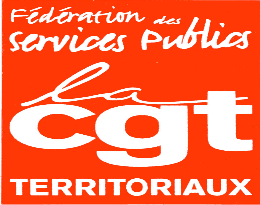 Fédération des
Services Publics
la
cgt
TERRITORIAUX